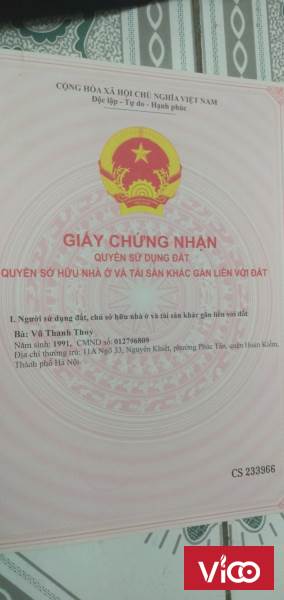 CỘNG HÒA XÃ HỘI CHỦ NGHĨA VIỆT NAM
Độc lập - Tự do - Hạnh phúc
GIẤY CHỨNG NHẬN
QUYỀN SỬ DỤNG ĐẤT
QUYỀN SỞ HỮU NHÀ Ở VÀ TÀI SẢN KHÁC GẮN LIỀN VỚI ĐẤT
I. Người sử dụng đất, chủ sở hữu nhà ở và tài sản khác gắn liền với đất
Bà: Vũ Thanh Thuỷ
Năm sinh: 1991, CMND số: 012796809
Địa chỉ thường trú: 11A Ngõ 33, Nguyễn Khiết, phường Phúc Tân, quận Hoàn Kiếm,
Thành phố Hà Nội.
CS 233966
Vico